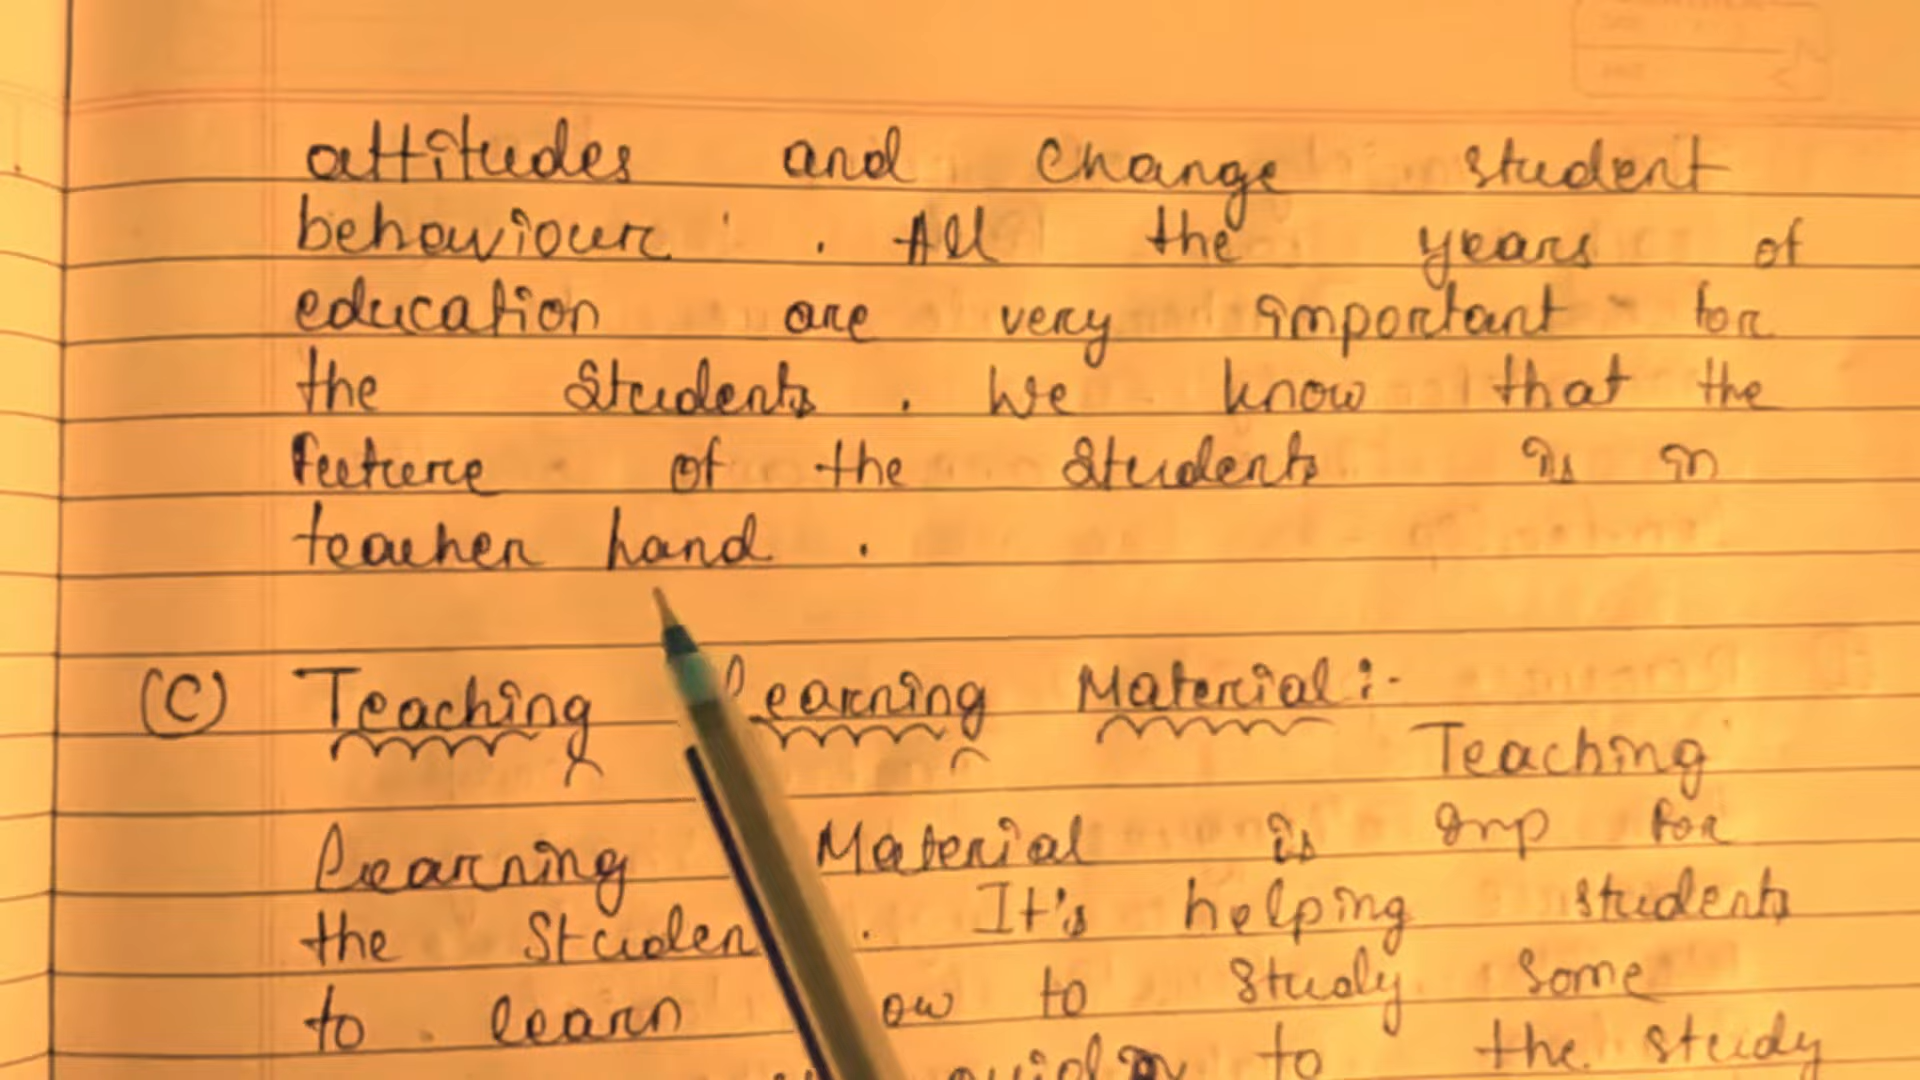 attitudes and change student
behaviour . All the years of
education are very important for
the Students . We know that the
future of the Students is in
teacher hand .
(C) Teaching Learning Material :-
Teaching
Learning Material is Imp for
the Studen . It's helping students
to learn ow to study some
to the study